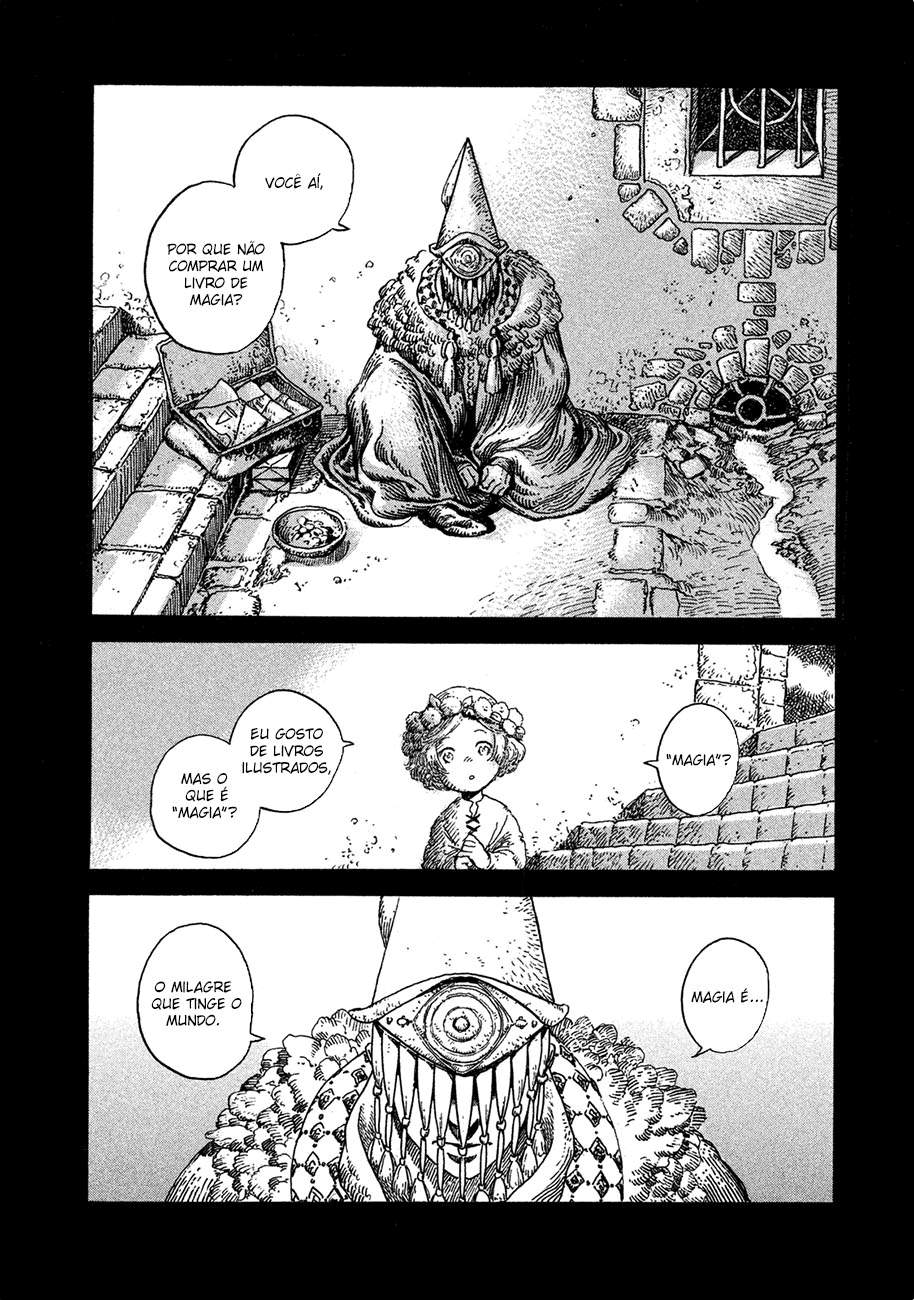 VOCÊ AÍ,
POR QUE NÃO
COMPRAR UM
LIVRO DE
MAGIA?
"MAGIA"?
EU GOSTO
DE LIVROS
ILUSTRADOS,
MAS O
QUE É
"MAGIA"?
MAGIA É...
O MILAGRE
QUE TINGE O
MUNDO.